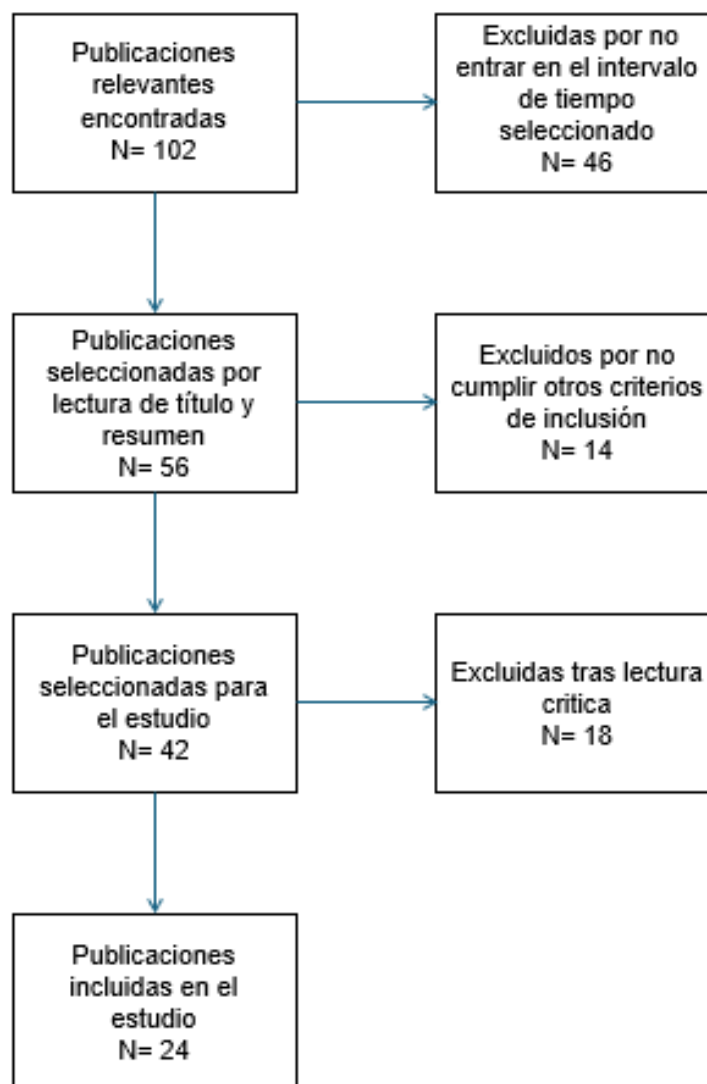 Publicaciones
relevantes
encontradas
N= 102
Excluidas por no
entrar en el intervalo
de tiempo
seleccionado
N= 46
Publicaciones
seleccionadas por
lectura de título y
resumen
N= 56
Excluidos por no
cumplir otros criterios
de inclusión
N= 14
Publicaciones
seleccionadas para
el estudio
N= 42
Excluidas tras lectura
critica
N= 18
Publicaciones
incluidas en el
estudio
N= 24